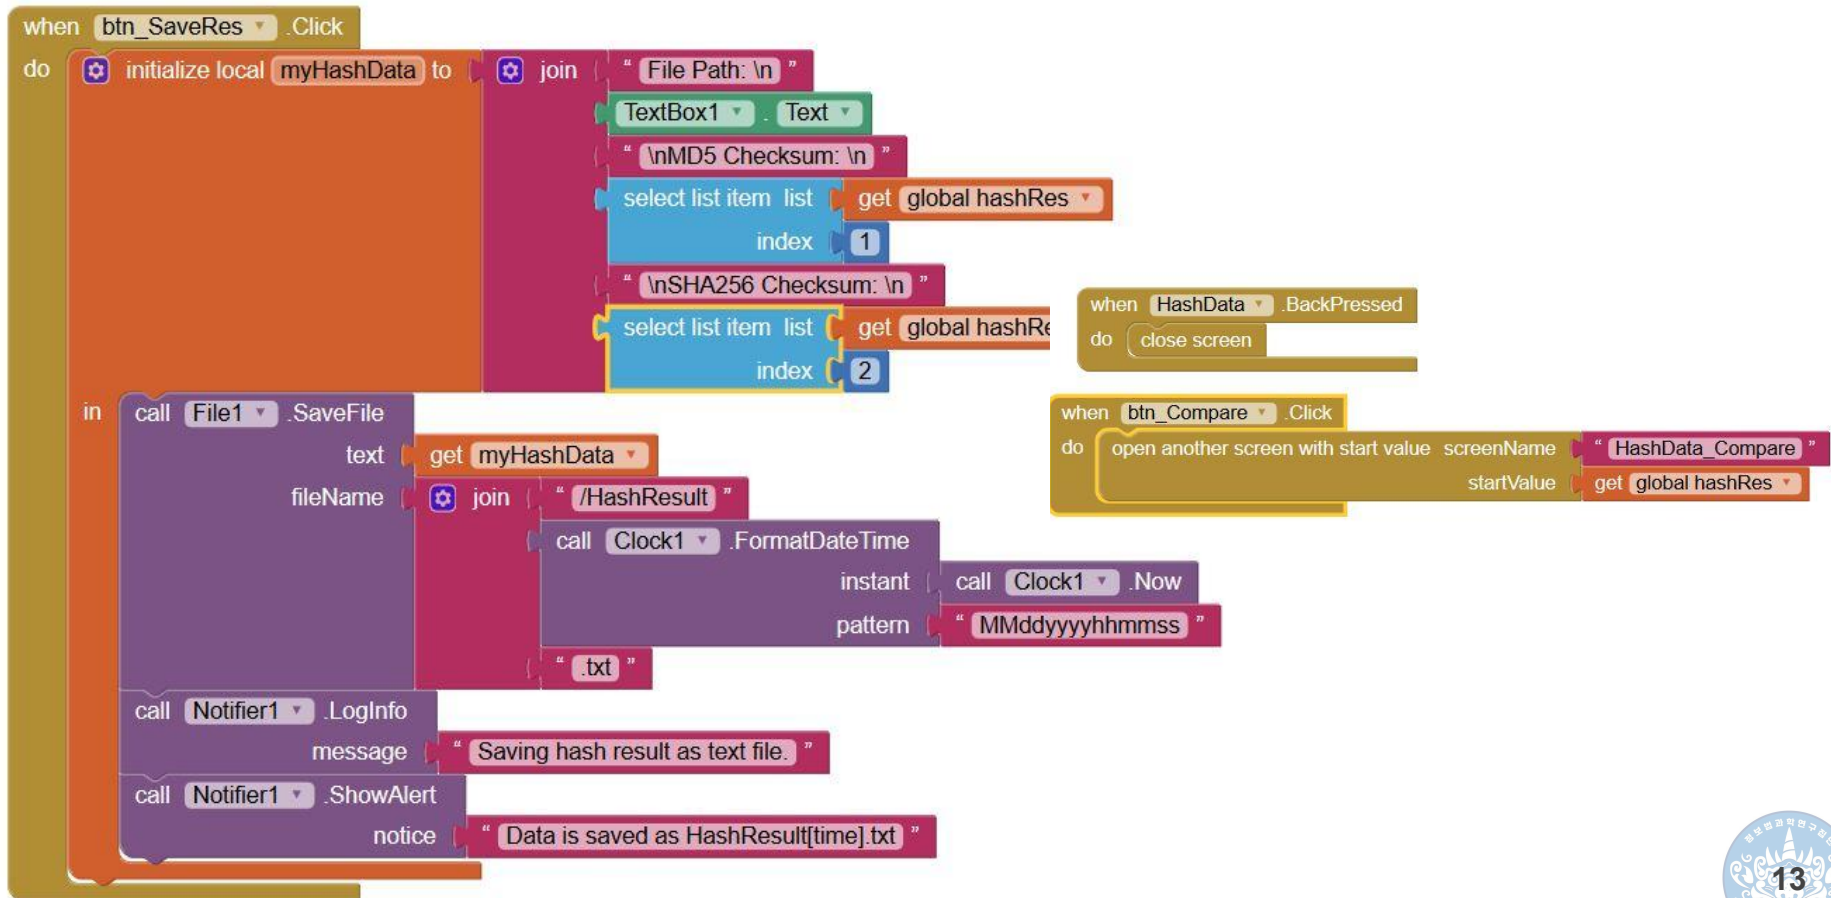 when btn_SaveRes .Click
do initialize local myHashData to join " File Path: \n "
TextBox1 . Text
" \nMD5 Checksum: \n "
select list item list get global hashRes
index 1
" \nSHA256 Checksum: \n "
select list item list get global hashRe
index 2
in call File1 .SaveFile
text get myHashData
fileName join " /HashResult "
call Clock1 .FormatDateTime
instant call Clock1 .Now
pattern " MMddyyyyhhmmss "
" .txt "
call Notifier1 .LogInfo
message " Saving hash result as text file. "
call Notifier1 .ShowAlert
notice " Data is saved as HashResult[time].txt "
when HashData .BackPressed
do close screen
when btn_Compare .Click
do open another screen with start value screenName " HashData_Compare "
startValue get global hashRes
13